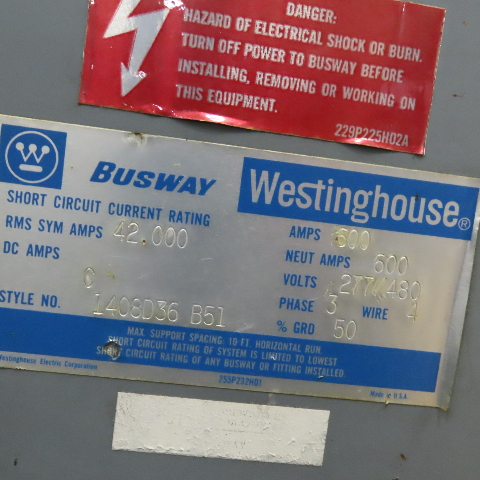 DANGER:
HAZARD OF ELECTRICAL SHOCK OR BURN.
TURN OFF POWER TO BUSWAY BEFORE
INSTALLING, REMOVING OR WORKING ON
THIS EQUIPMENT.
229P225H02A
W
BUSWAY
Westinghouse®
SHORT CIRCUIT CURRENT RATING
RMS SYM AMPS 42.000
DC AMPS
STYLE NO. 1408D36 B51
AMPS 600
NEUT AMPS 600
VOLTS 277/480
PHASE 3 WIRE 4
% GRD 50
MAX. SUPPORT SPACING: 10 FT. HORIZONTAL RUN.
SHORT CIRCUIT RATING OF SYSTEM IS LIMITED TO LOWEST
SHORT CIRCUIT RATING OF ANY BUSWAY OR FITTING INSTALLED.
Westinghouse Electric Corporation
255P232H01
Made in U.S.A.